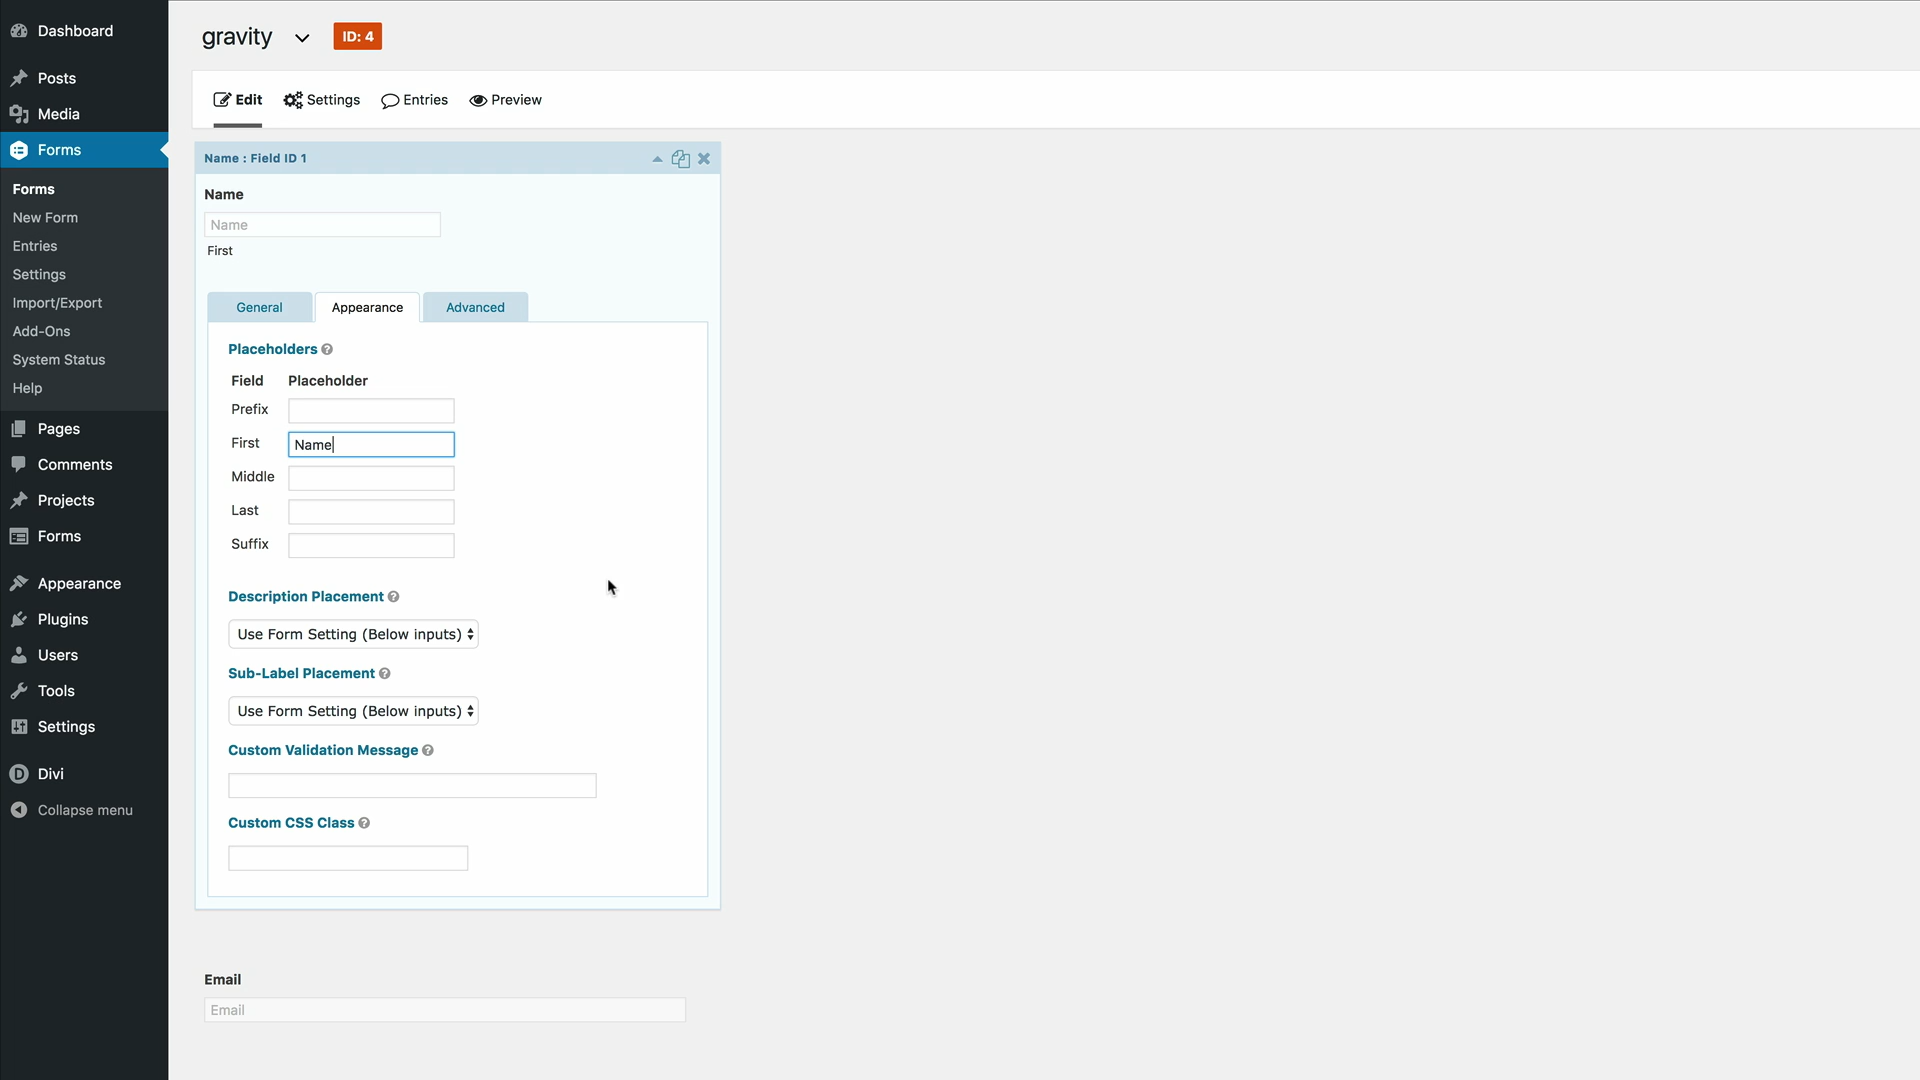 Dashboard
Posts
Media
Forms
Forms
New Form
Entries
Settings
Import/Export
Add-Ons
System Status
Help
Pages
Comments
Projects
Forms
Appearance
Plugins
Users
Tools
Settings
Divi
Collapse menu
gravity ID: 4
Edit Settings Entries Preview
Name : Field ID 1
Name
Name
First
General Appearance Advanced
Placeholders ?
Field Placeholder
Prefix
First Name
Middle
Last
Suffix
Description Placement ?
Use Form Setting (Below inputs)
Sub-Label Placement ?
Use Form Setting (Below inputs)
Custom Validation Message ?
Custom CSS Class ?
Email
Email